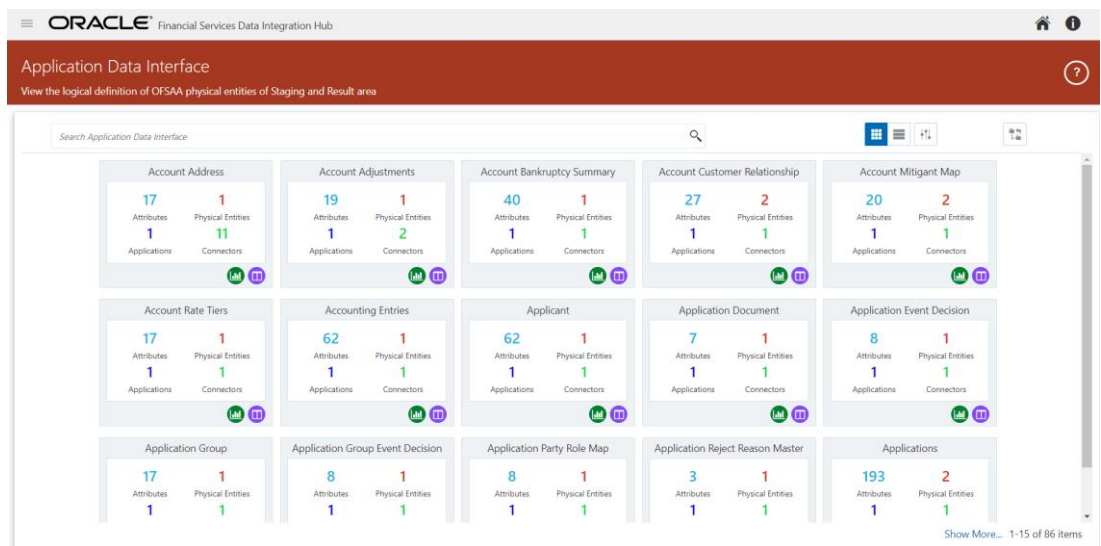 ORACLE® Financial Services Data Integration Hub
Application Data Interface
View the logical definition of OFSAA physical entities of Staging and Result area
Search Application Data Interface
Account Address
17 1
Attributes Physical Entities
1 11
Applications Connectors
Account Adjustments
19 1
Attributes Physical Entities
1 2
Applications Connectors
Account Bankruptcy Summary
40 1
Attributes Physical Entities
1 1
Applications Connectors
Account Customer Relationship
27 2
Attributes Physical Entities
1 1
Applications Connectors
Account Mitigant Map
20 2
Attributes Physical Entities
1 1
Applications Connectors
Account Rate Tiers
17 1
Attributes Physical Entities
1 1
Applications Connectors
Accounting Entries
62 1
Attributes Physical Entities
1 1
Applications Connectors
Applicant
62 1
Attributes Physical Entities
1 1
Applications Connectors
Application Document
7 1
Attributes Physical Entities
1 1
Applications Connectors
Application Event Decision
8 1
Attributes Physical Entities
1 1
Applications Connectors
Application Group
17 1
Attributes Physical Entities
1 1
Application Group Event Decision
8 1
Attributes Physical Entities
1 1
Application Party Role Map
8 1
Attributes Physical Entities
1 1
Application Reject Reason Master
3 1
Attributes Physical Entities
1 1
Applications
193 2
Attributes Physical Entities
1 1
Show More... 1-15 of 86 items